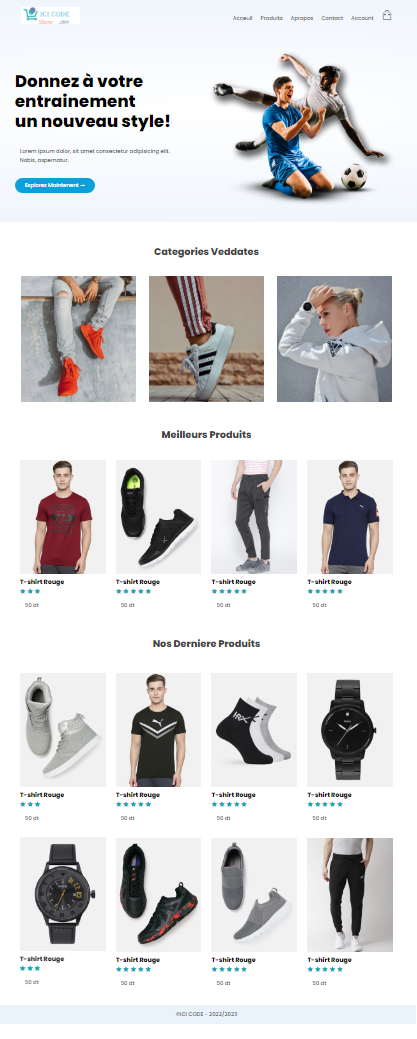 ICI CODE
Store
Acceuil Produits Apropos Contact Account
Donnez à votre
entrainement
un nouveau style!
Lorem ipsum dolor, sit amet consectetur adipisicing elit.
Nobis, aspernatur.
Explorez Maintenent →
Categories Veddates
Meilleurs Produits
T-shirt Rouge T-shirt Rouge T-shirt Rouge T-shirt Rouge
50 dt 50 dt 50 dt 50 dt
Nos Derniere Produits
HRX
T-shirt Rouge T-shirt Rouge T-shirt Rouge T-shirt Rouge
50 dt 50 dt 50 dt 50 dt
T-shirt Rouge T-shirt Rouge T-shirt Rouge T-shirt Rouge
50 dt 50 dt 50 dt 50 dt
©ICI CODE - 2022/2023